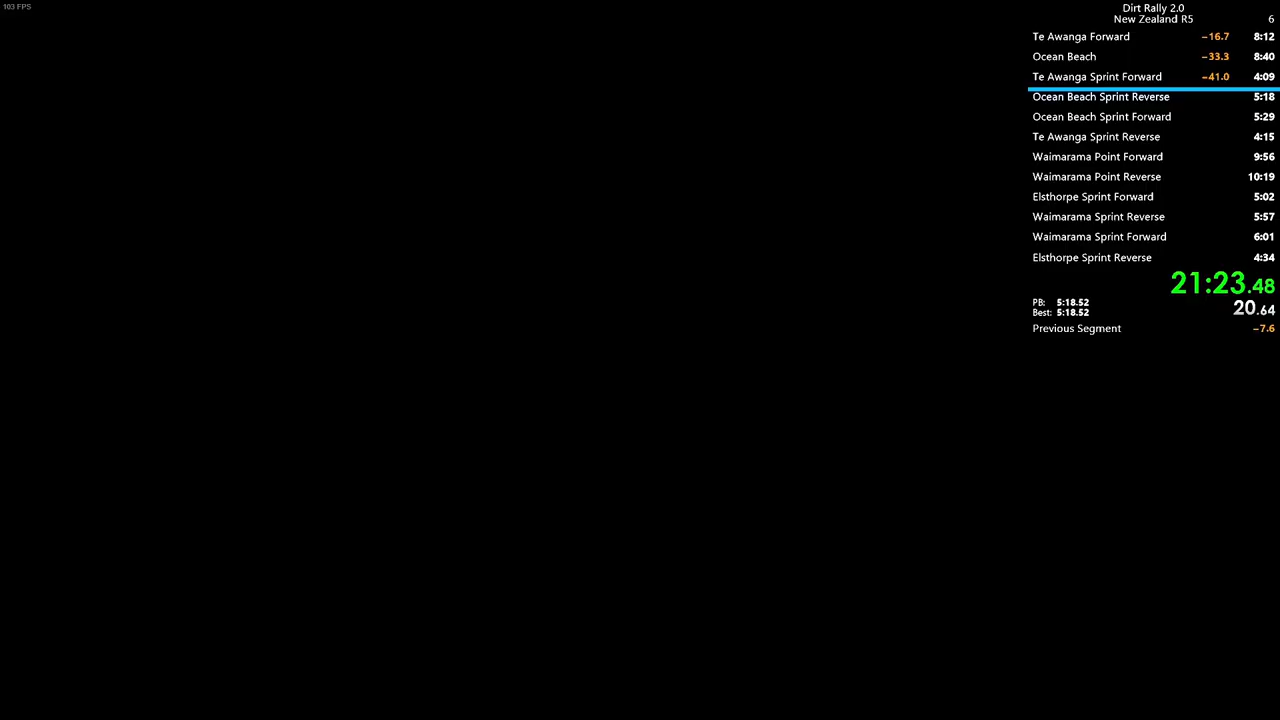 103 FPS
Dirt Rally 2.0
New Zealand R5 6
Te Awanga Forward -16.7 8:12
Ocean Beach -33.3 8:40
Te Awanga Sprint Forward -41.0 4:09
Ocean Beach Sprint Reverse 5:18
Ocean Beach Sprint Forward 5:29
Te Awanga Sprint Reverse 4:15
Waimarama Point Forward 9:56
Waimarama Point Reverse 10:19
Elsthorpe Sprint Forward 5:02
Waimarama Sprint Reverse 5:57
Waimarama Sprint Forward 6:01
Elsthorpe Sprint Reverse 4:34
21:23.48
PB: 5:18.52 20.64
Best: 5:18.52
Previous Segment -7.6